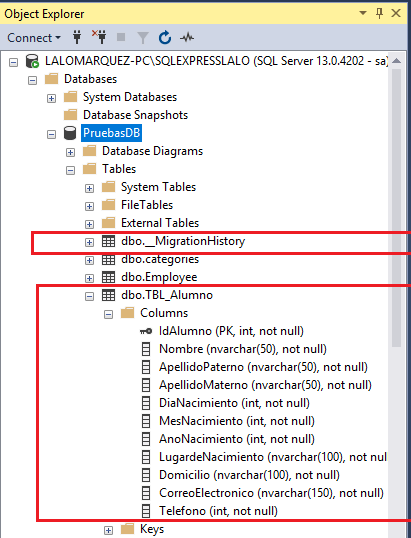 Object Explorer
Connect
LALOMARQUEZ-PC\SQLEXPRESSLALO (SQL Server 13.0.4202 - sa)
Databases
System Databases
Database Snapshots
PruebasDB
Database Diagrams
Tables
System Tables
FileTables
External Tables
dbo.__MigrationHistory
dbo.categories
dbo.Employee
dbo.TBL_Alumno
Columns
IdAlumno (PK, int, not null)
Nombre (nvarchar(50), not null)
ApellidoPaterno (nvarchar(50), not null)
ApellidoMaterno (nvarchar(50), not null)
DiaNacimiento (int, not null)
MesNacimiento (int, not null)
AnoNacimiento (int, not null)
LugardeNacimiento (nvarchar(100), not nul
Domicilio (nvarchar(100), not null)
CorreoElectronico (nvarchar(150), not null)
Telefono (int, not null)
Keys